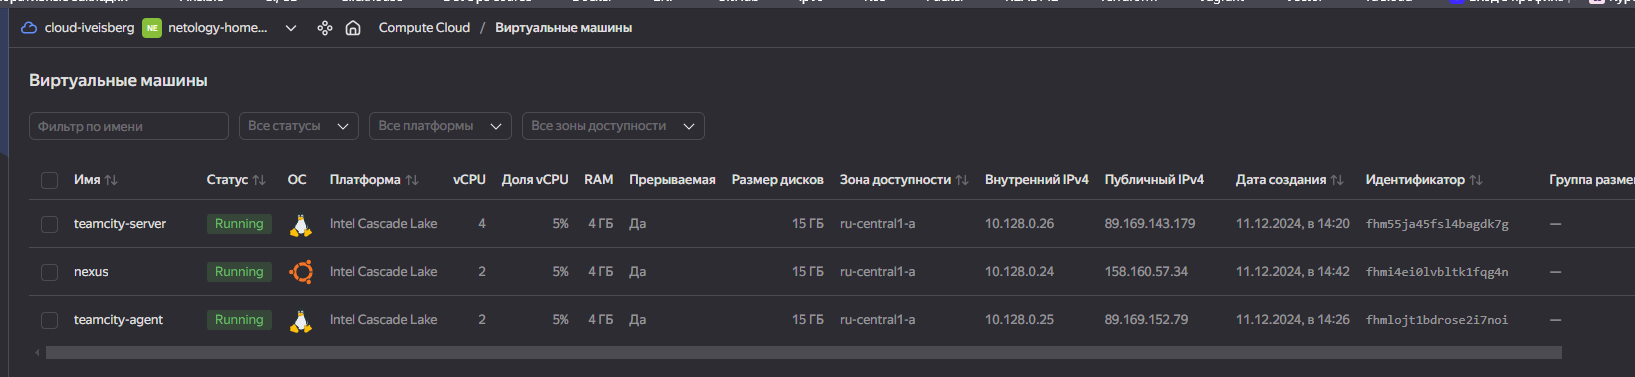 cloud-iveisberg NE netology-home... Compute Cloud / Виртуальные машины
Виртуальные машины
Фильтр по имени Все статусы Все платформы Все зоны доступности
Имя Статус ОС Платформа vCPU Доля vCPU RAM Прерываемая Размер дисков Зона доступности Внутренний IPv4 Публичный IPv4 Дата создания Идентификатор Группа разме
teamcity-server Running Intel Cascade Lake 4 5% 4 ГБ Да 15 ГБ ru-central1-a 10.128.0.26 89.169.143.179 11.12.2024, в 14:20 fhm55ja45fsl4bagdk7g —
nexus Running Intel Cascade Lake 2 5% 4 ГБ Да 15 ГБ ru-central1-a 10.128.0.24 158.160.57.34 11.12.2024, в 14:42 fhmi4ei0lvbltk1fqg4n —
teamcity-agent Running Intel Cascade Lake 2 5% 4 ГБ Да 15 ГБ ru-central1-a 10.128.0.25 89.169.152.79 11.12.2024, в 14:26 fhmlojt1bdrose2i7noi —